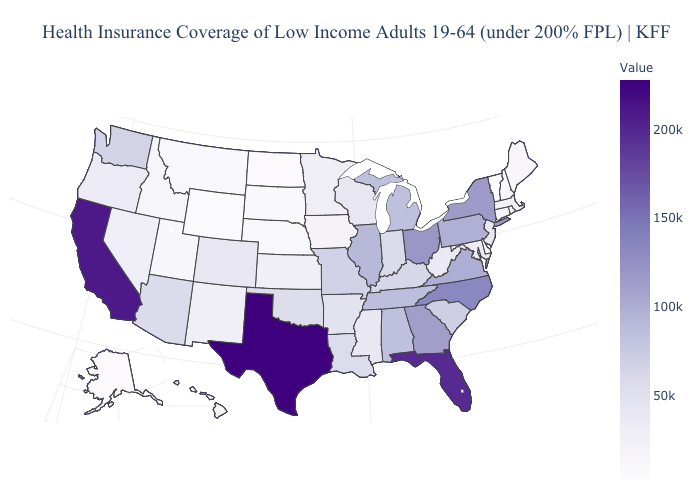 Health Insurance Coverage of Low Income Adults 19-64 (under 200% FPL) | KFF
Value
200k
150k
100k
50k